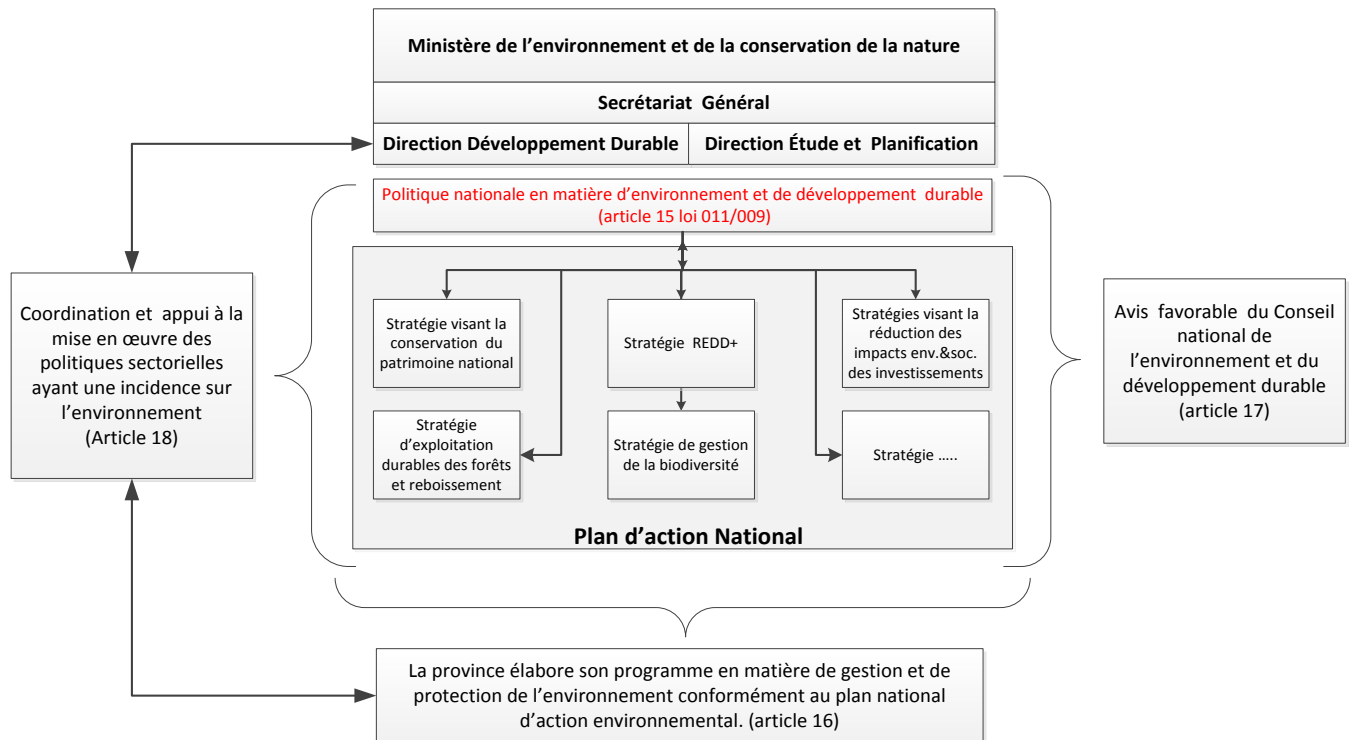 Ministère de l'environnement et de la conservation de la nature
Secrétariat Général
Direction Développement Durable
Direction Étude et Planification
Politique nationale en matière d'environnement et de développement durable
(article 15 loi 011/009)
Coordination et appui à la
mise en œuvre des
politiques sectorielles
ayant une incidence sur
l'environnement
(Article 18)
Stratégie visant la
conservation du
patrimoine national
Stratégie REDD+
Stratégies visant la
réduction des
impacts env.&soc.
des investissements
Stratégie
d'exploitation
durables des forêts
et reboissement
Stratégie de gestion
de la biodiversité
Stratégie .....
Plan d'action National
Avis favorable du Conseil
national de
l'environnement et du
développement durable
(article 17)
La province élabore son programme en matière de gestion et de
protection de l'environnement conformément au plan national
d'action environnemental. (article 16)